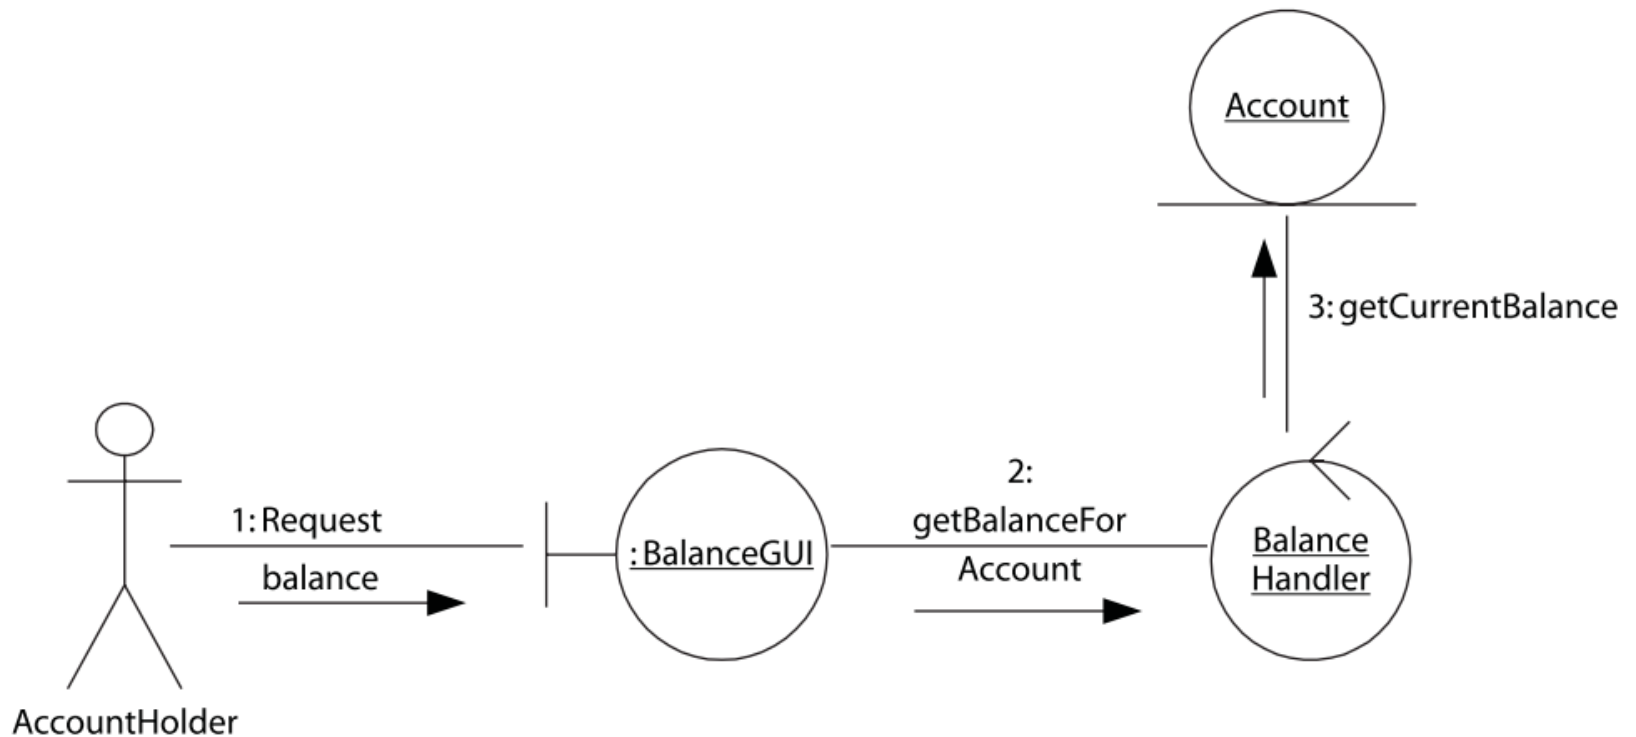 Account
3: getCurrentBalance
2:
1: Request
getBalanceFor
: BalanceGUI
Balance
balance
Account
Handler
AccountHolder